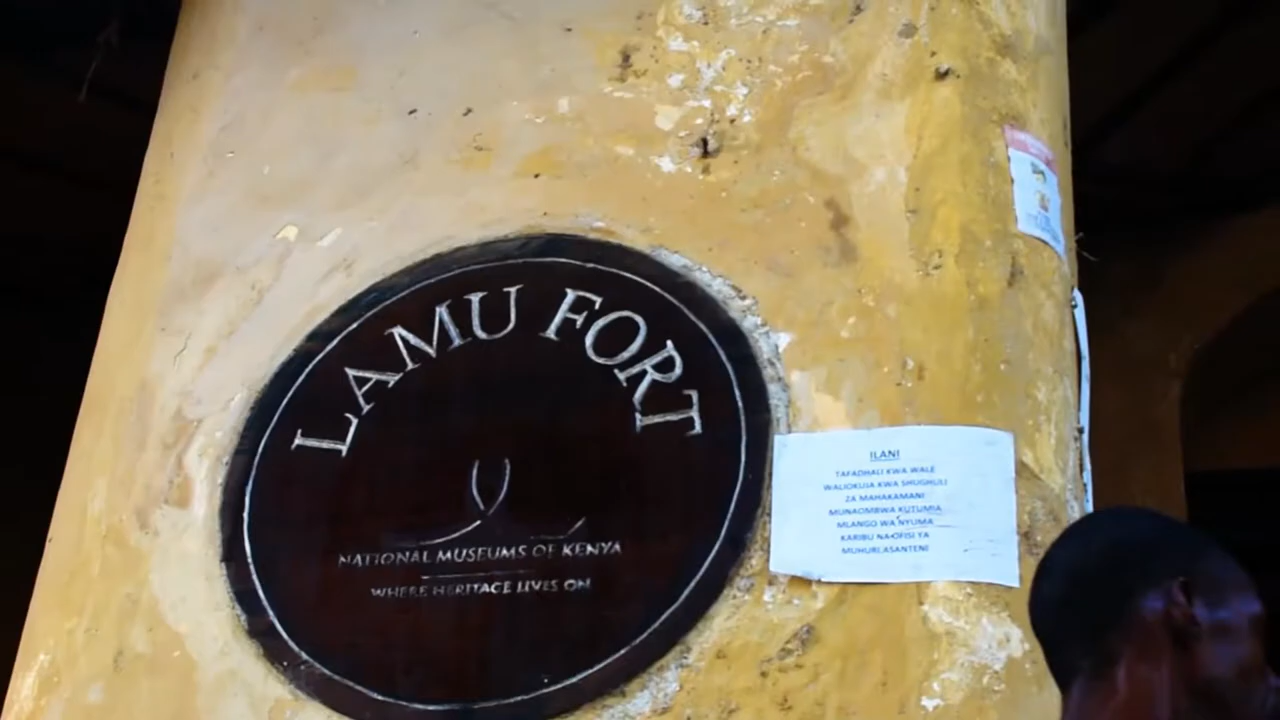 LAMU FORT
NATIONAL MUSEUMS OF KENYA
WHERE HERITAGE LIVES ON
ILANI
TAFADHALI KWA WALE
WALIOKUJA KWA SHUGHULI
ZA MAHAKAMANI
MUNAOMBWA KUTUMIA
MLANGO WA NYUMA
KARIBU NA OFISI YA
MUHURI.ASANTENI